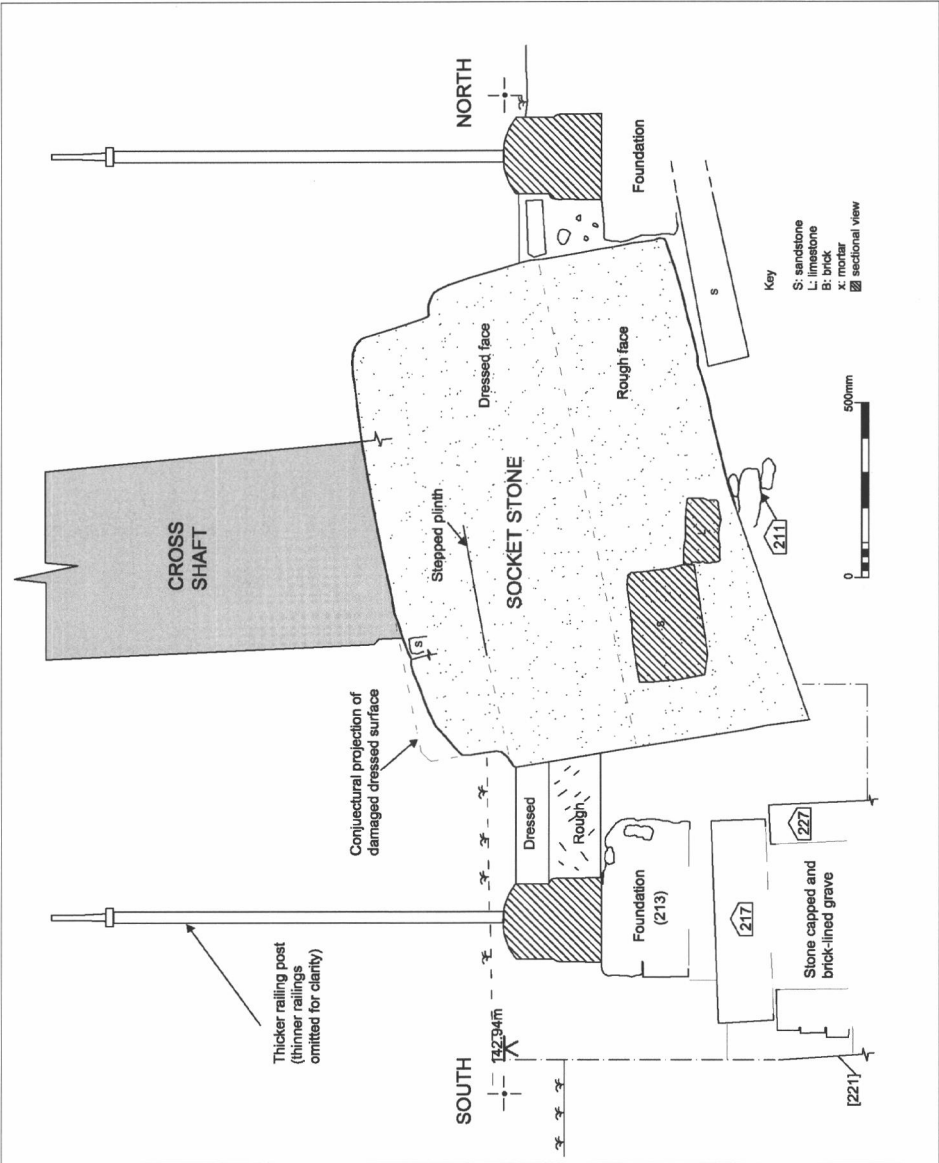 Thicker railing post
(thinner railings
omitted for clarity)
Conjuectural projection of
damaged dressed surface
CROSS
SHAFT
SOUTH
NORTH
42.94m
S
Stepped plinth
Dressed face
SOCKET STONE
Rough face
Dressed
Rough
Foundation
(213)
Foundation
S
L
S
217
227
211
Stone capped and
brick-lined grave
[221]
0
500mm
Key
S: sandstone
L: limestone
B: brick
x: mortar
sectional view